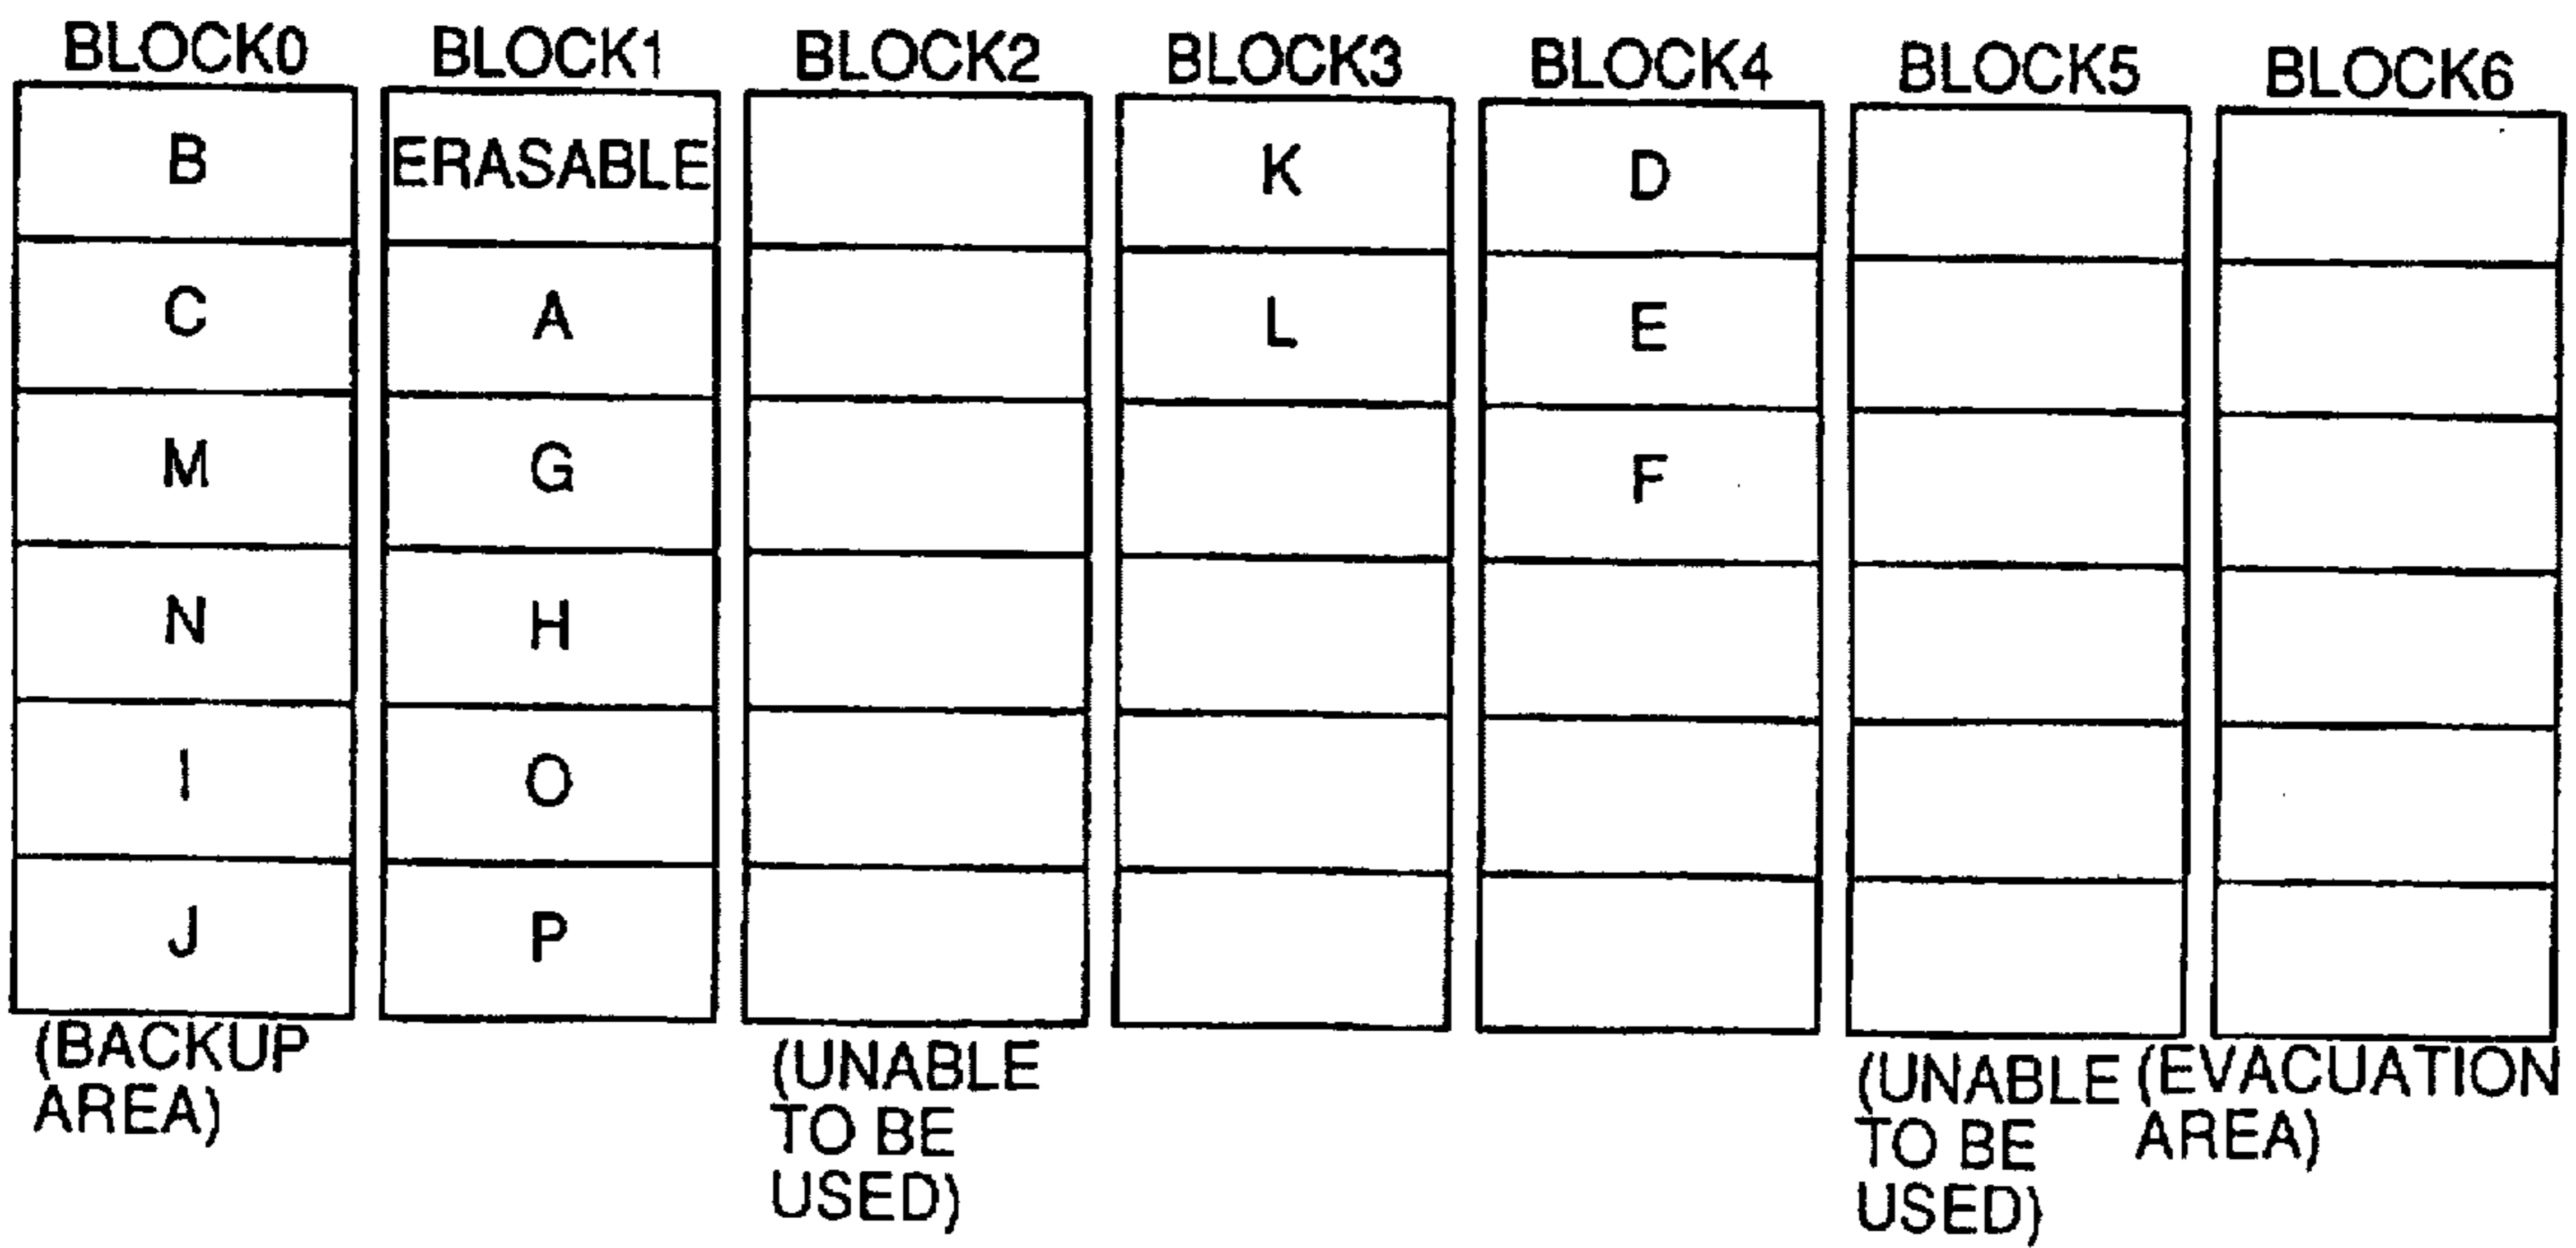 BLOCK0 BLOCK1 BLOCK2 BLOCK3 BLOCK4 BLOCK5 BLOCK6
B ERASABLE K D
C A L E
M G F
N H
I O
J P
(BACKUP
AREA)
(UNABLE
TO BE
USED)
(UNABLE
TO BE
USED)
(EVACUATION
AREA)